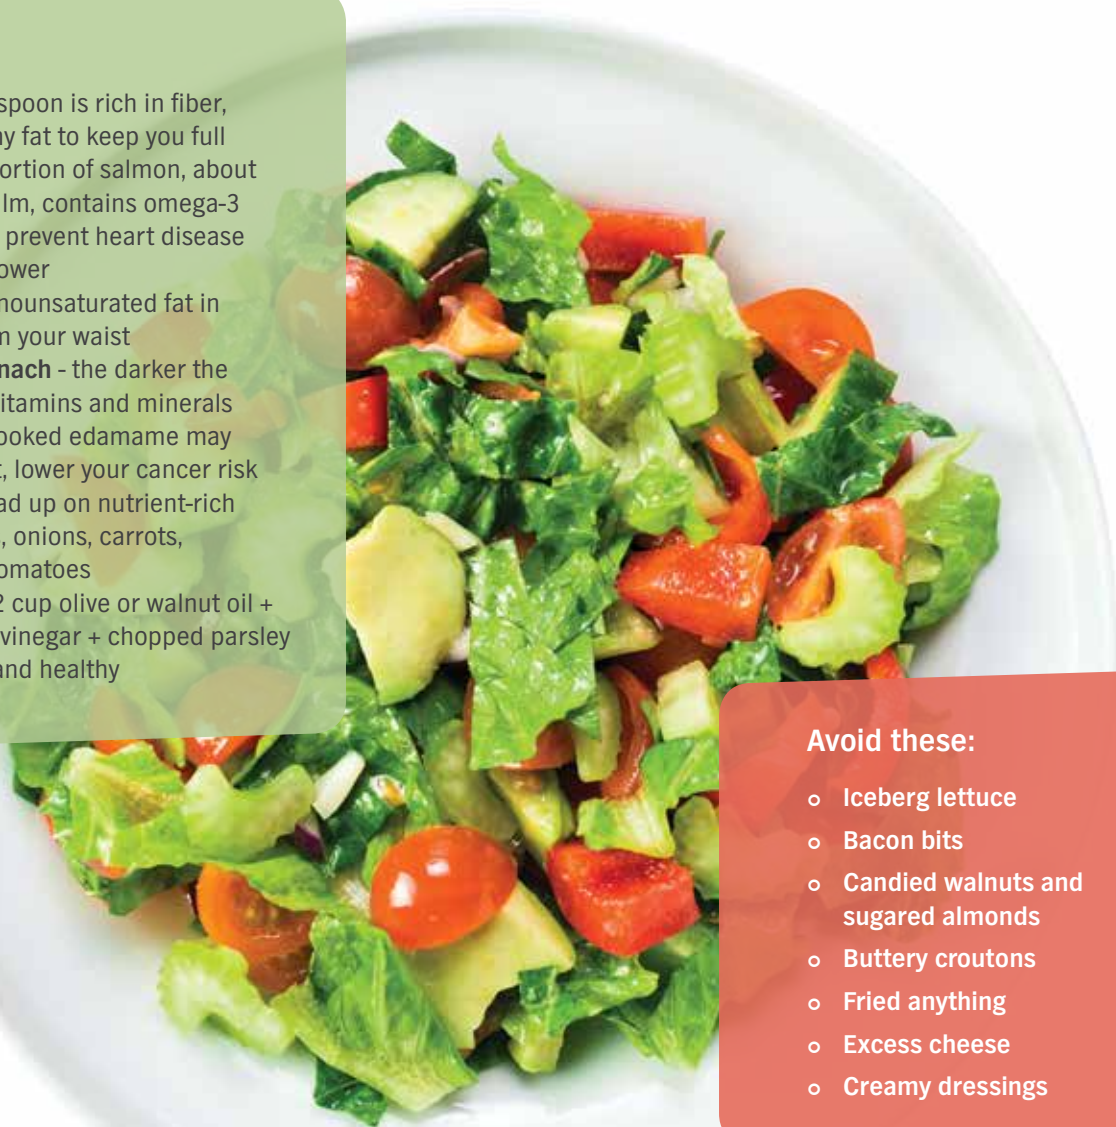 spoon is rich in fiber,
y fat to keep you full
ortion of salmon, about
lm, contains omega-3
prevent heart disease
ower
nounsaturated fat in
your waist
nach - the darker the
itamins and minerals
ooked edamame may
, lower your cancer risk
ad up on nutrient-rich
, onions, carrots,
omatoes
2 cup olive or walnut oil +
vinegar + chopped parsley
and healthy
Avoid these:
Iceberg lettuce
Bacon bits
Candied walnuts and
sugared almonds
Buttery croutons
Fried anything
Excess cheese
Creamy dressings